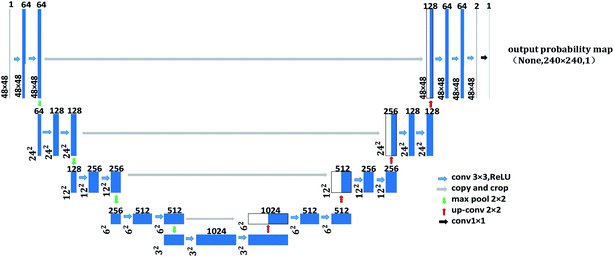 1 64 64
48×48 48×48 48×48
128 64 64 2 1
48×48 48×48 48×48 48×48
output probability map
（None,240×240,1）
64 128 128
24² 24² 24²
256 128 128
24² 24² 24²
128 256 256
12² 12² 12²
512 256 256
12² 12² 12²
256 512 512
6² 6² 6²
1024 512 512
6² 6² 6²
1024
3² 3² 3²
conv 3×3,ReLU
copy and crop
max pool 2×2
up-conv 2×2
conv1×1